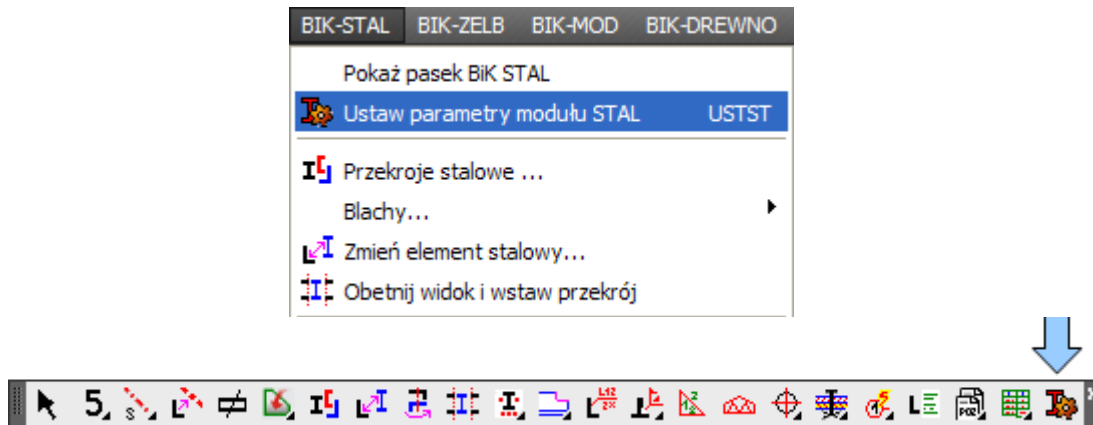 BIK-STAL BIK-ZELB BIK-MOD BIK-DREWNO
Pokaż pasek BiK STAL
Ustaw parametry modułu STAL USTST
Przekroje stalowe ...
Blachy...
Zmień element stalowy...
Obetnij widok i wstaw przekrój
5